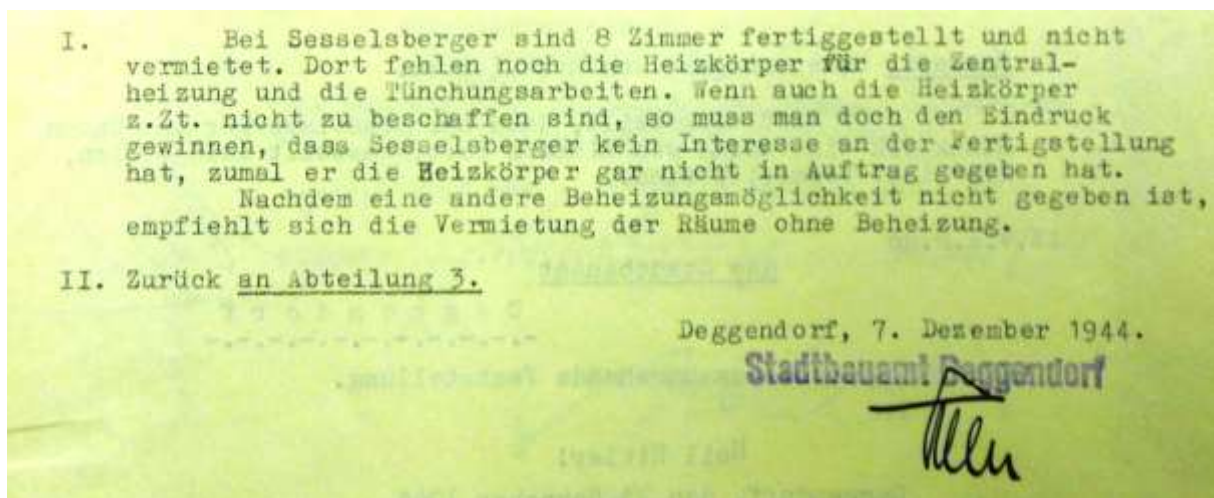 I. Bei Sesselsberger sind 8 Zimmer fertiggestellt und nicht
vermietet. Dort fehlen noch die Heizkörper für die Zentral-
heizung und die Tünchungsarbeiten. Wenn auch die Heizkörper
z.Zt. nicht zu beschaffen sind, so muss man doch den Eindruck
gewinnen, dass Sesselsberger kein Interesse an der Fertigstellung
hat, zumal er die Heizkörper gar nicht in Auftrag gegeben hat.
Nachdem eine andere Beheizungsmöglichkeit nicht gegeben ist,
empfiehlt sich die Vermietung der Räume ohne Beheizung.
II. Zurück an Abteilung 3.
Deggendorf, 7. Dezember 1944.
Stadtbauamt Deggendorf